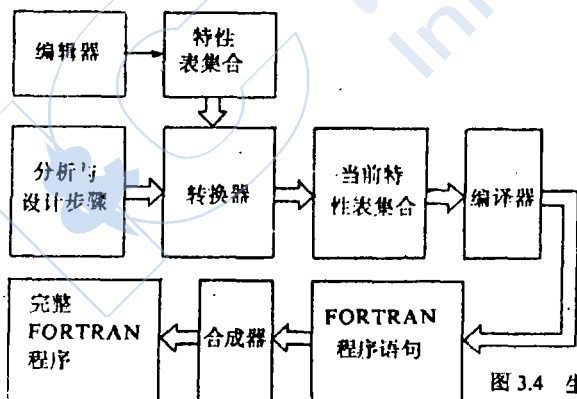 编辑器
特性
表集合
分析与
设计步骤
转换器
当前特
性表集合
编译器
完整
FORTRAN
程序
合成器
FORTRAN
程序语句
图 3.4